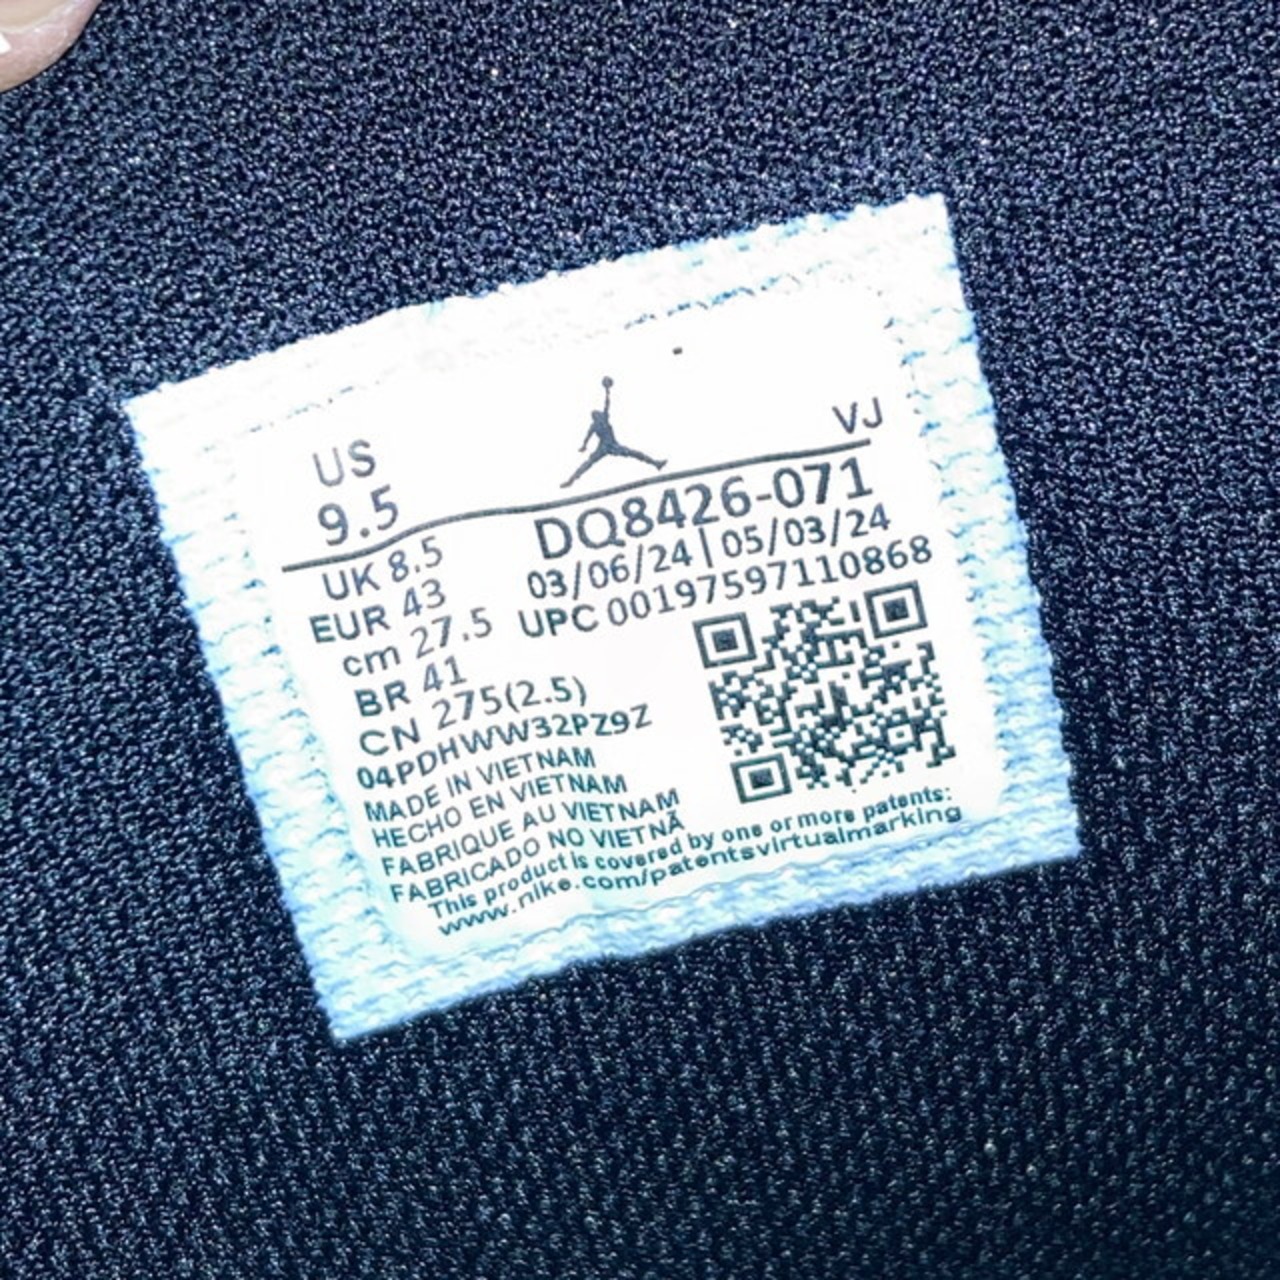 US
VJ
9.5
DQ8426-071
UK 8.5
03/06/24 | 05/03/24
EUR 43
UPC 00197597110868
cm 27.5
BR 41
CN 275(2.5)
04PDHWW32PZ9Z
MADE IN VIETNAM
HECHO EN VIETNAM
FABRIQUE AU VIETNAM
FABRICADO NO VIETNÃ
This product is covered by one or more patents:
www.nike.com/patentsvirtualmarking